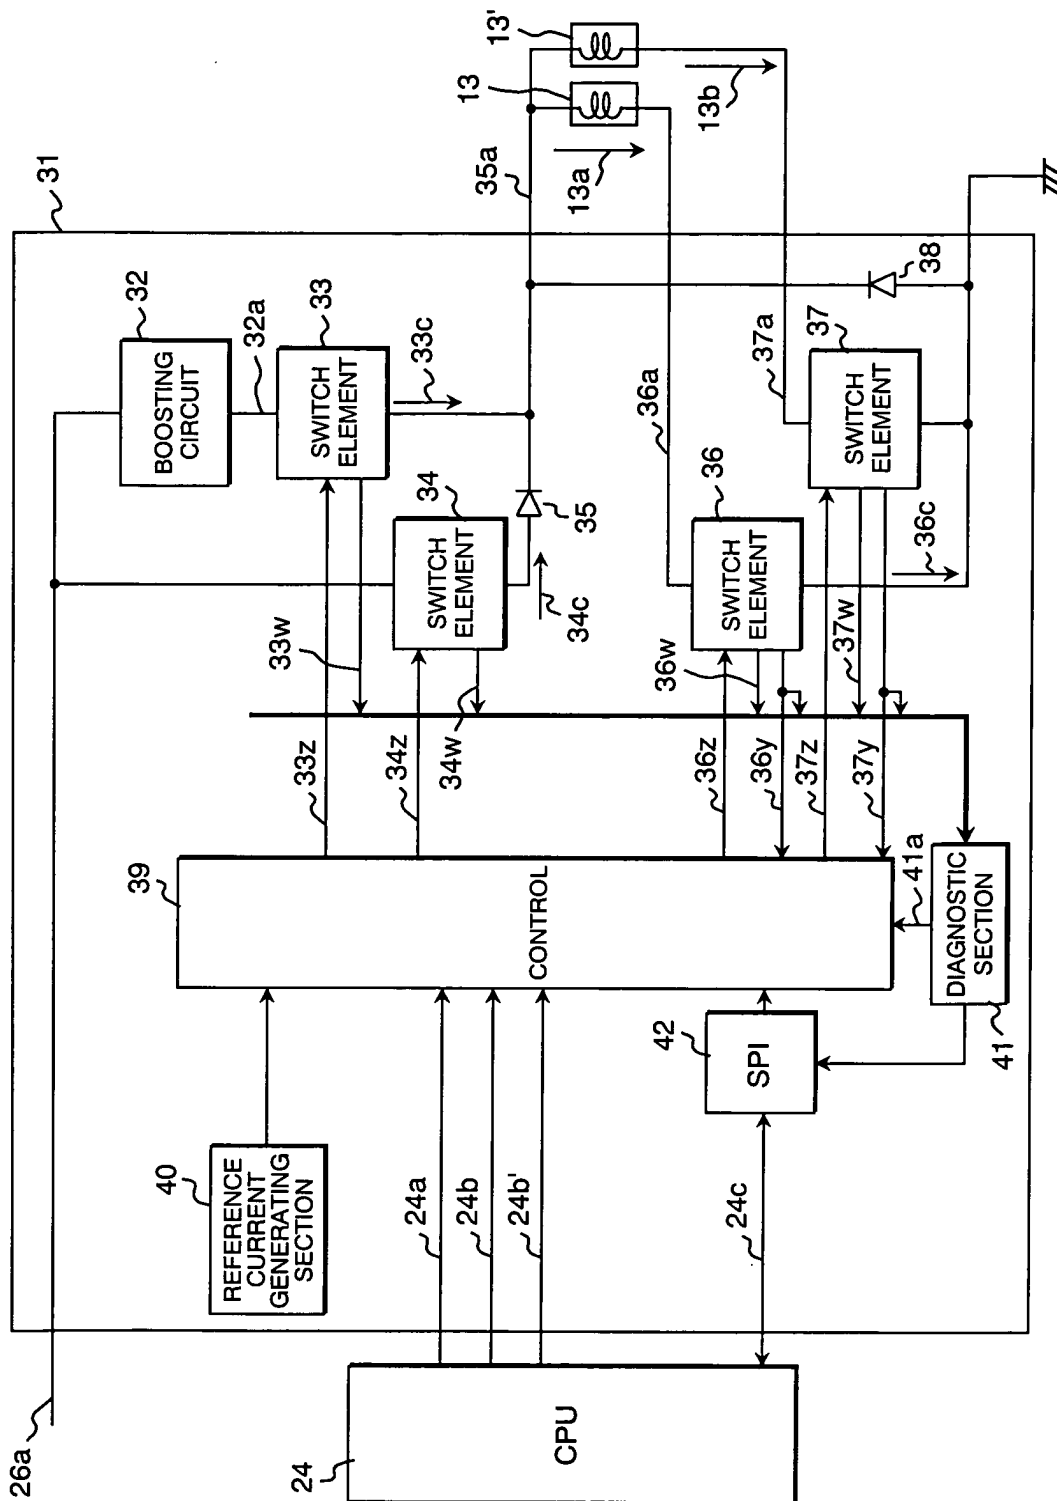 26a
31
BOOSTING
CIRCUIT
32
32a
SWITCH
ELEMENT
33
33c
33w
33z
SWITCH
ELEMENT
34
34c
34w
34z
35
35a
13'
13
13a
13b
36a
SWITCH
ELEMENT
36
36c
36w
36z
36y
SWITCH
ELEMENT
37
37a
37w
37z
37y
38
CONTROL
39
REFERENCE
CURRENT
GENERATING
SECTION
40
DIAGNOSTIC
SECTION
41
41a
SPI
42
24a
24b
24b'
24c
CPU
24